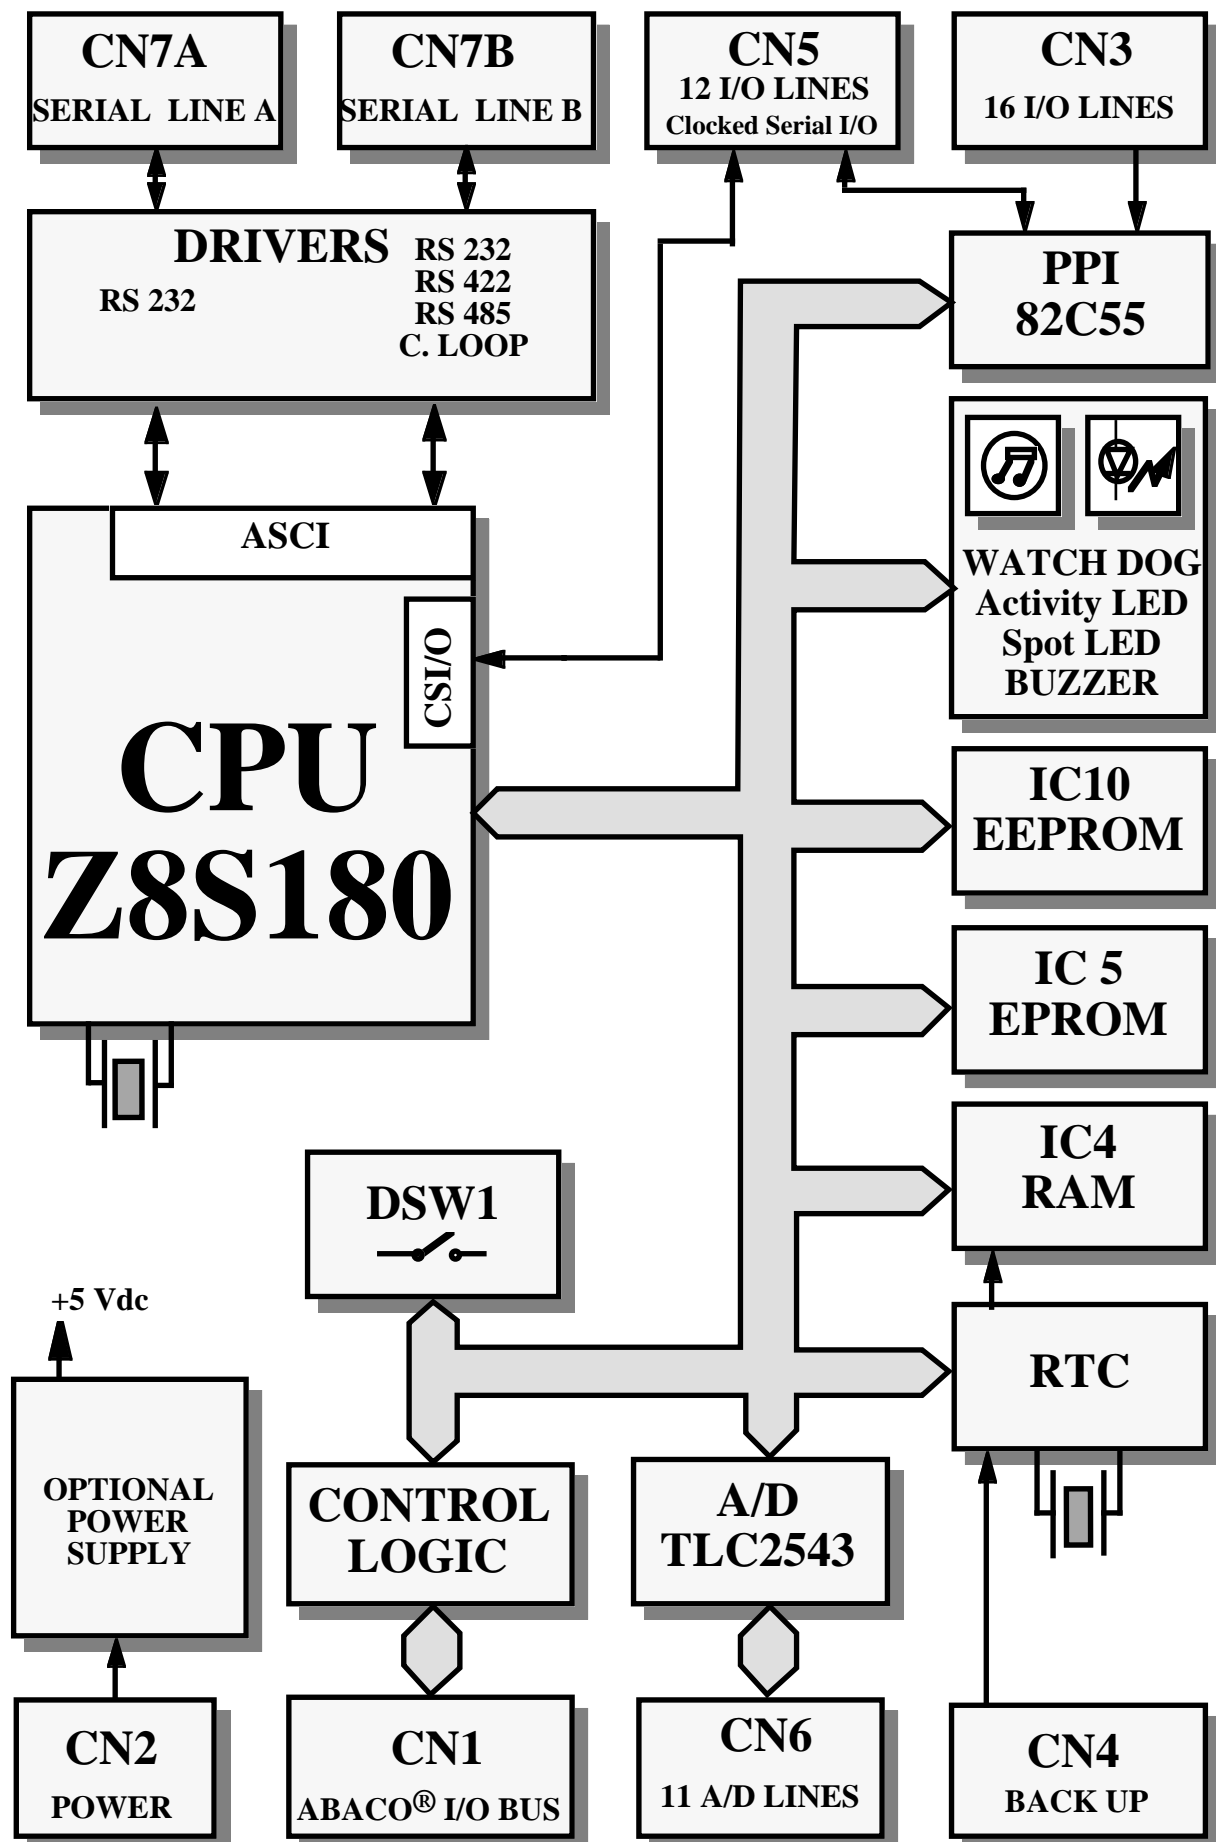 CN7A
SERIAL LINE A
CN7B
SERIAL LINE B
CN5
12 I/O LINES
Clocked Serial I/O
CN3
16 I/O LINES
DRIVERS
RS 232
RS 232
RS 422
RS 485
C. LOOP
PPI
82C55
WATCH DOG
Activity LED
Spot LED
BUZZER
ASCI
CSI/O
CPU
Z8S180
IC10
EEPROM
IC 5
EPROM
IC4
RAM
DSW1
+5 Vdc
RTC
OPTIONAL
POWER
SUPPLY
CONTROL
LOGIC
A/D
TLC2543
CN2
POWER
CN1
ABACO® I/O BUS
CN6
11 A/D LINES
CN4
BACK UP